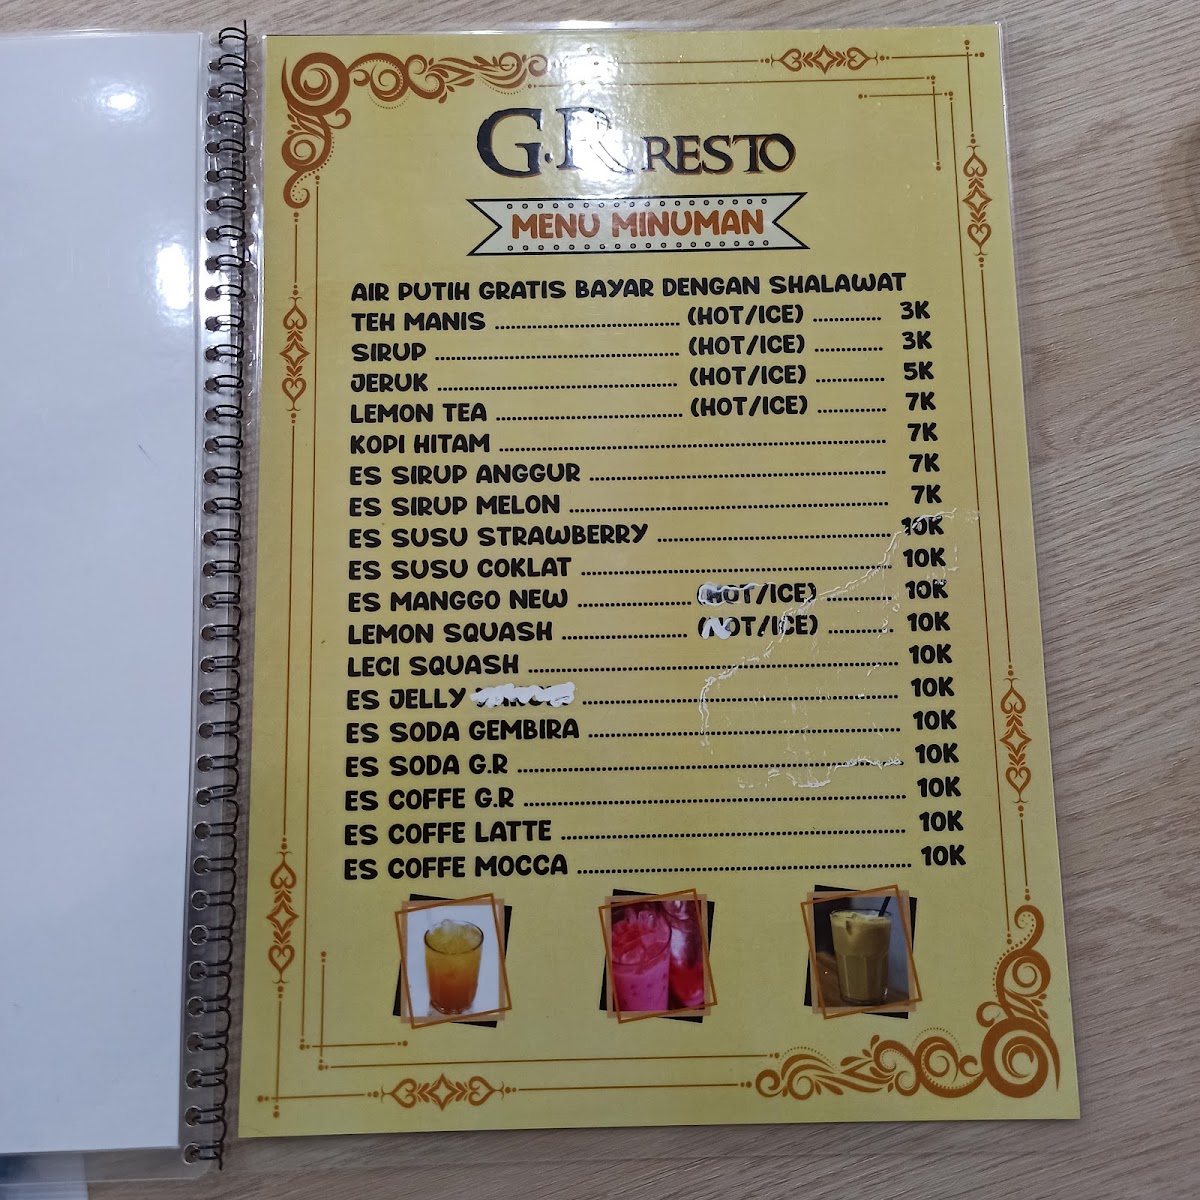 G.R RESTO
MENU MINUMAN
AIR PUTIH GRATIS BAYAR DENGAN SHALAWAT
TEH MANIS ........ (HOT/ICE) ........ 3K
SIRUP ........ (HOT/ICE) ........ 3K
JERUK ........ (HOT/ICE) ........ 5K
LEMON TEA ........ (HOT/ICE) ........ 7K
KOPI HITAM ........ 7K
ES SIRUP ANGGUR ........ 7K
ES SIRUP MELON ........ 7K
ES SUSU STRAWBERRY ........ 10K
ES SUSU COKLAT ........ 10K
ES MANGGO NEW ........ (HOT/ICE) ........ 10K
LEMON SQUASH ........ (HOT/ICE) ........ 10K
LECI SQUASH ........ 10K
ES JELLY ........ 10K
ES SODA GEMBIRA ........ 10K
ES SODA G.R ........ 10K
ES COFFE G.R ........ 10K
ES COFFE LATTE ........ 10K
ES COFFE MOCCA ........ 10K